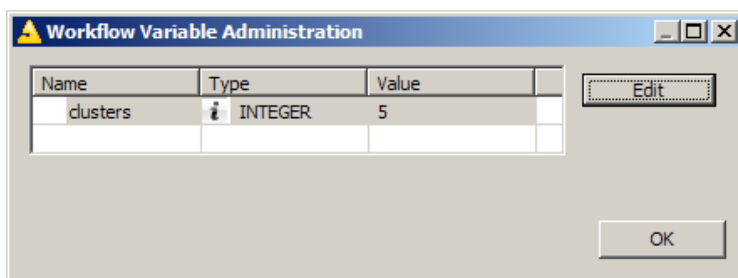 Workflow Variable Administration
Name Type Value
clusters i INTEGER 5
Edit
OK